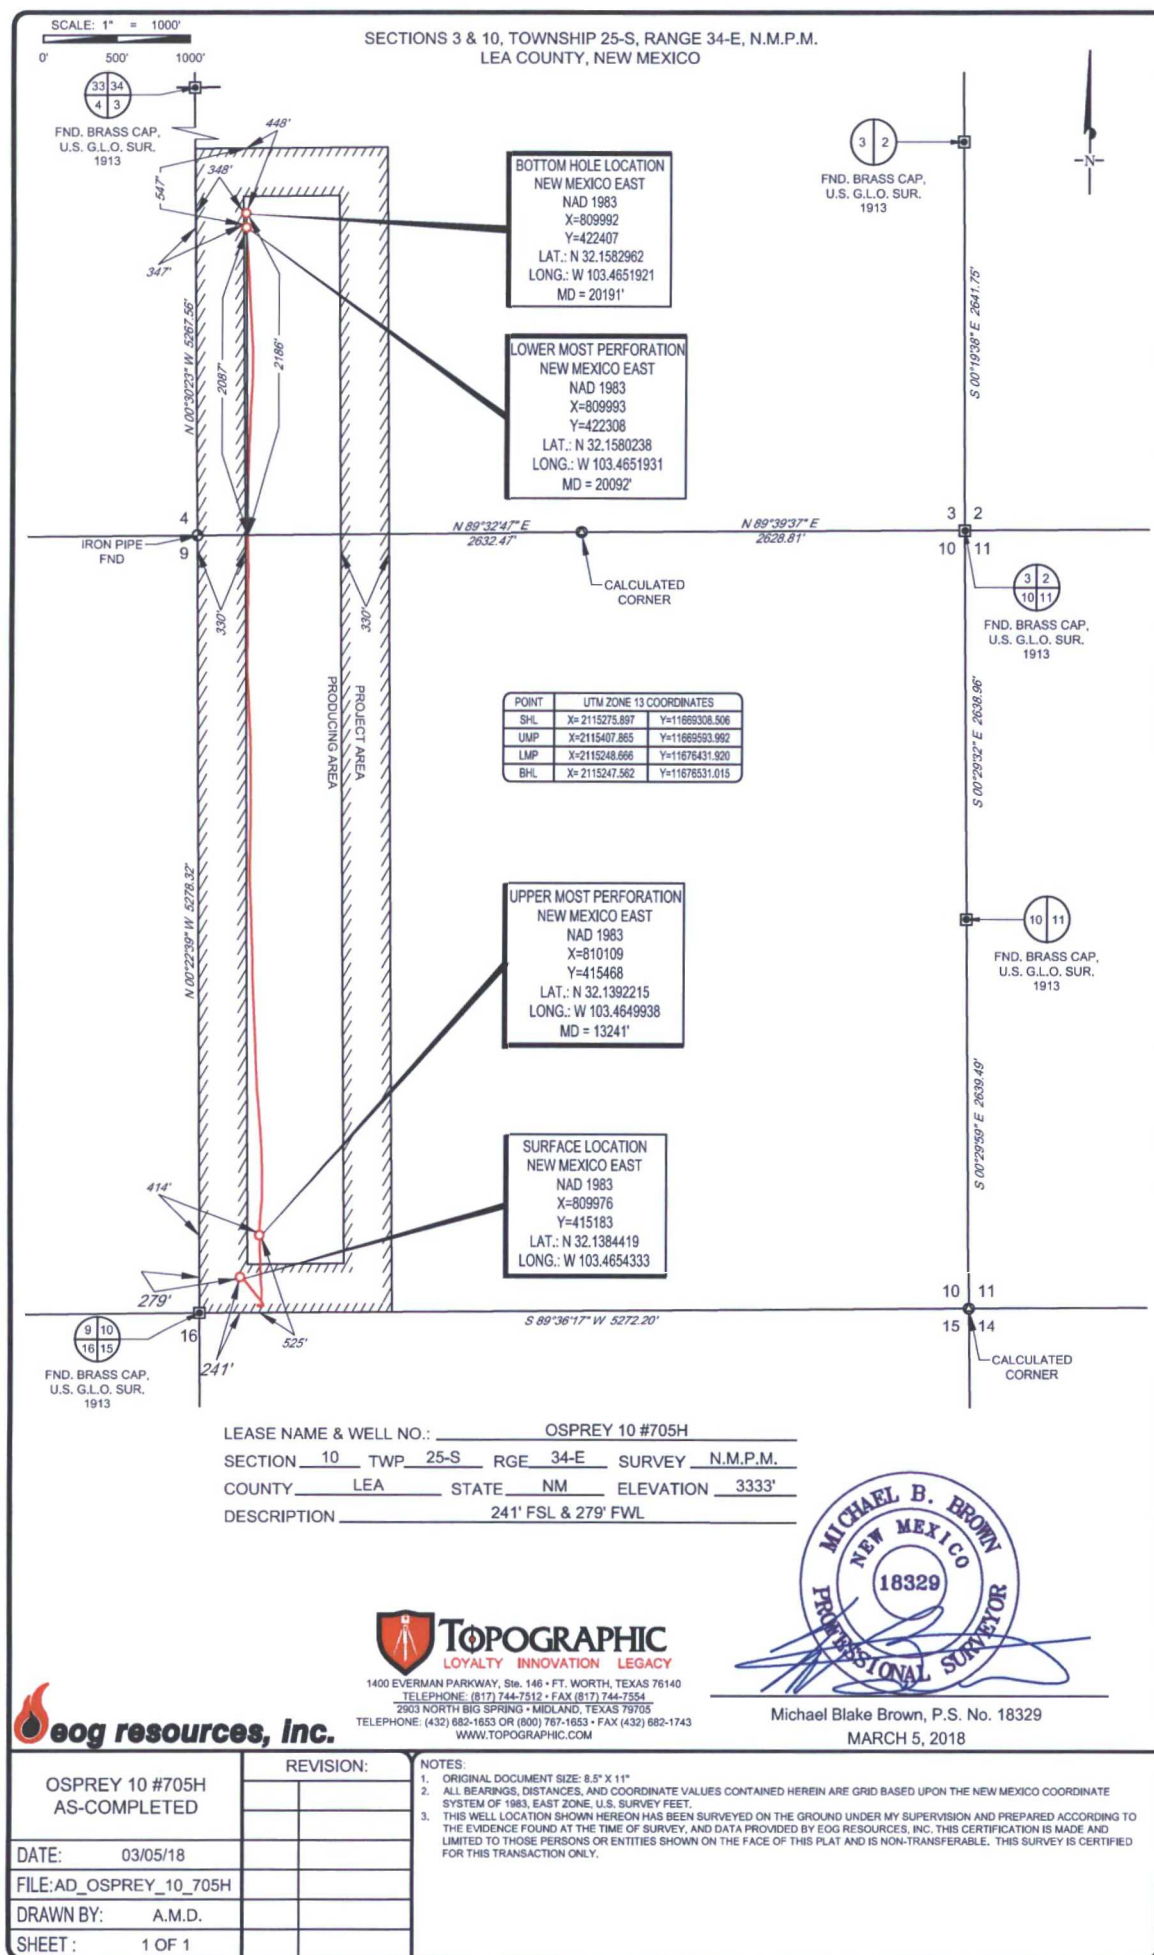 SCALE: 1" = 1000'
0' 500' 1000'
SECTIONS 3 & 10, TOWNSHIP 25-S, RANGE 34-E, N.M.P.M.
LEA COUNTY, NEW MEXICO
33 34
4 3
FND. BRASS CAP,
U.S. G.L.O. SUR.
1913
448'
348'
547'
347'
BOTTOM HOLE LOCATION
NEW MEXICO EAST
NAD 1983
X=809992
Y=422407
LAT.: N 32.1582962
LONG.: W 103.4651921
MD = 20191'
3 2
FND. BRASS CAP,
U.S. G.L.O. SUR.
1913
N
N 00°30'23" W 5267.56'
2087'
2186'
LOWER MOST PERFORATION
NEW MEXICO EAST
NAD 1983
X=809993
Y=422308
LAT.: N 32.1580238
LONG.: W 103.4651931
MD = 20092'
S 00°19'38" E 2641.75'
4
9
IRON PIPE
FND
N 89°32'47" E
2632.47'
N 89°39'37" E
2628.81'
3 2
10 11
CALCULATED
CORNER
3 2
10 11
FND. BRASS CAP,
U.S. G.L.O. SUR.
1913
330'
330'
PRODUCING AREA
PROJECT AREA
POINT UTM ZONE 13 COORDINATES
SHL X= 2115275.897 Y=11669308.506
UMP X=2115407.865 Y=11669593.992
LMP X=2115248.666 Y=11676431.920
BHL X= 2115247.562 Y=11676531.015
S 00°29'32" E 2638.96'
N 00°22'39" W 5278.32'
UPPER MOST PERFORATION
NEW MEXICO EAST
NAD 1983
X=810109
Y=415468
LAT.: N 32.1392215
LONG.: W 103.4649938
MD = 13241'
10 11
FND. BRASS CAP,
U.S. G.L.O. SUR.
1913
S 00°29'59" E 2639.49'
SURFACE LOCATION
NEW MEXICO EAST
NAD 1983
X=809976
Y=415183
LAT.: N 32.1384419
LONG.: W 103.4654333
414'
279'
525'
241'
S 89°36'17" W 5272.20'
9 10
16 15
16
FND. BRASS CAP,
U.S. G.L.O. SUR.
1913
10 11
15 14
CALCULATED
CORNER
LEASE NAME & WELL NO.: OSPREY 10 #705H
SECTION 10 TWP 25-S RGE 34-E SURVEY N.M.P.M.
COUNTY LEA STATE NM ELEVATION 3333'
DESCRIPTION 241' FSL & 279' FWL
MICHAEL B. BROWN
NEW MEXICO
18329
PROFESSIONAL SURVEYOR
Michael Blake Brown, P.S. No. 18329
MARCH 5, 2018
TOPOGRAPHIC
LOYALTY INNOVATION LEGACY
1400 EVERMAN PARKWAY, Ste. 146 • FT. WORTH, TEXAS 76140
TELEPHONE: (817) 744-7512 • FAX (817) 744-7554
2903 NORTH BIG SPRING • MIDLAND, TEXAS 79705
TELEPHONE: (432) 682-1653 OR (800) 767-1653 • FAX (432) 682-1743
WWW.TOPOGRAPHIC.COM
eog resources, inc.
OSPREY 10 #705H
AS-COMPLETED
REVISION:
DATE: 03/05/18
FILE:AD_OSPREY_10_705H
DRAWN BY: A.M.D.
SHEET : 1 OF 1
NOTES:
1. ORIGINAL DOCUMENT SIZE: 8.5" X 11"
2. ALL BEARINGS, DISTANCES, AND COORDINATE VALUES CONTAINED HEREIN ARE GRID BASED UPON THE NEW MEXICO COORDINATE
SYSTEM OF 1983, EAST ZONE, U.S. SURVEY FEET.
3. THIS WELL LOCATION SHOWN HEREON HAS BEEN SURVEYED ON THE GROUND UNDER MY SUPERVISION AND PREPARED ACCORDING TO
THE EVIDENCE FOUND AT THE TIME OF SURVEY, AND DATA PROVIDED BY EOG RESOURCES, INC. THIS CERTIFICATION IS MADE AND
LIMITED TO THOSE PERSONS OR ENTITIES SHOWN ON THE FACE OF THIS PLAT AND IS NON-TRANSFERABLE. THIS SURVEY IS CERTIFIED
FOR THIS TRANSACTION ONLY.